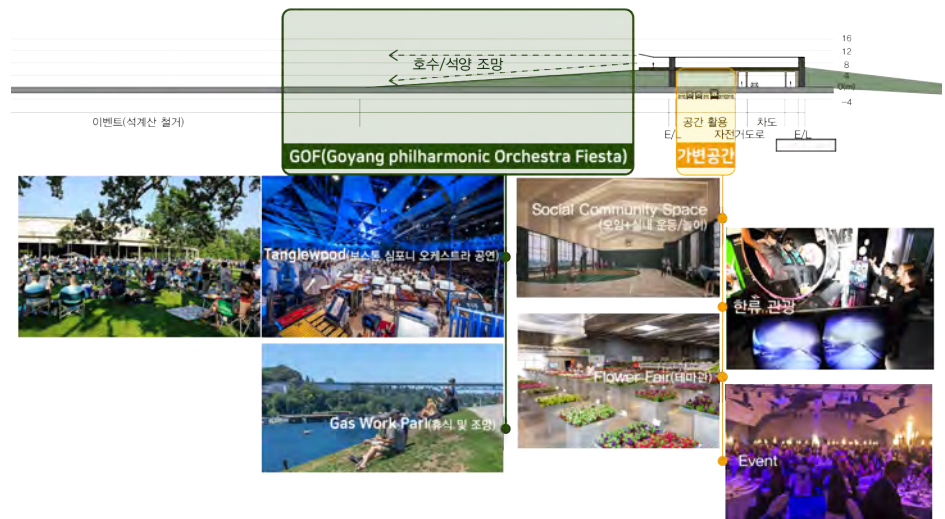 16
12
호수/석양 조망
8
4
0(m)
-4
이벤트(석계산 철거)
공간 활용
차도
E/L
자전거도로
E/L
GOF(Goyang philharmonic Orchestra Fiesta)
가변공간
Social Community Space
(모임+실내 운동/놀이)
Tanglewood(보스톤 심포니 오케스트라 공연)
한류 관광
Flower Fair(테마관)
Gas Work Park(휴식 및 조망)
Event